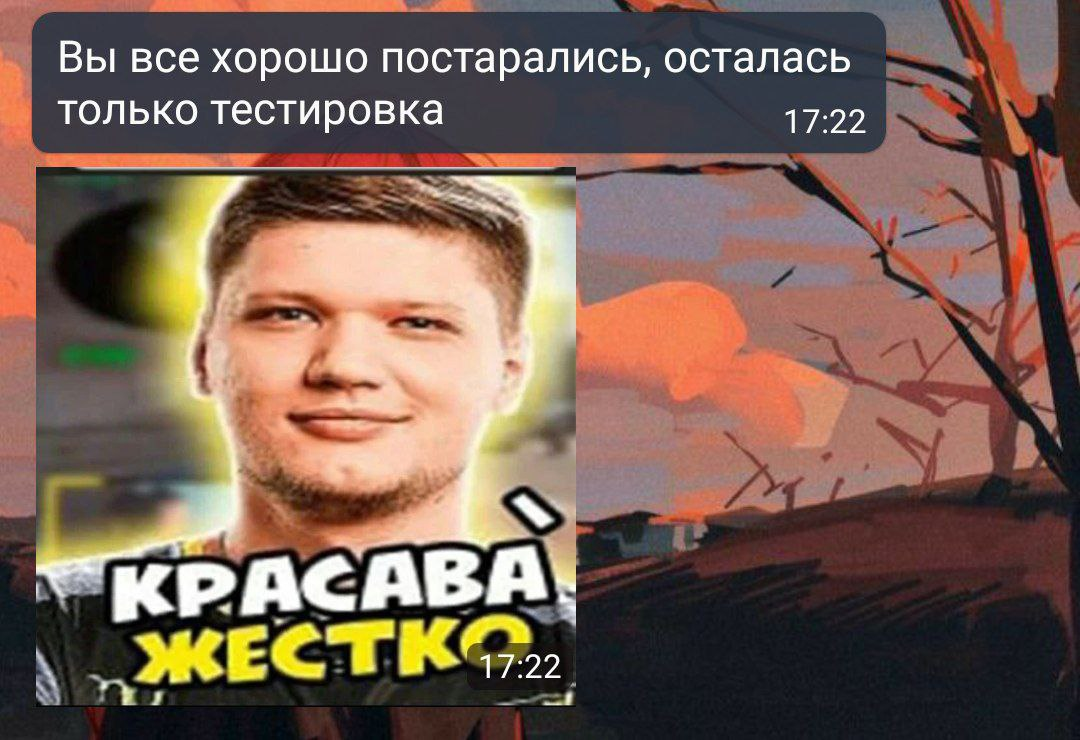 Вы все хорошо постарались, осталась
только тестировка
17:22
КРАСАВА̀
ЖЕСТКО
17:22